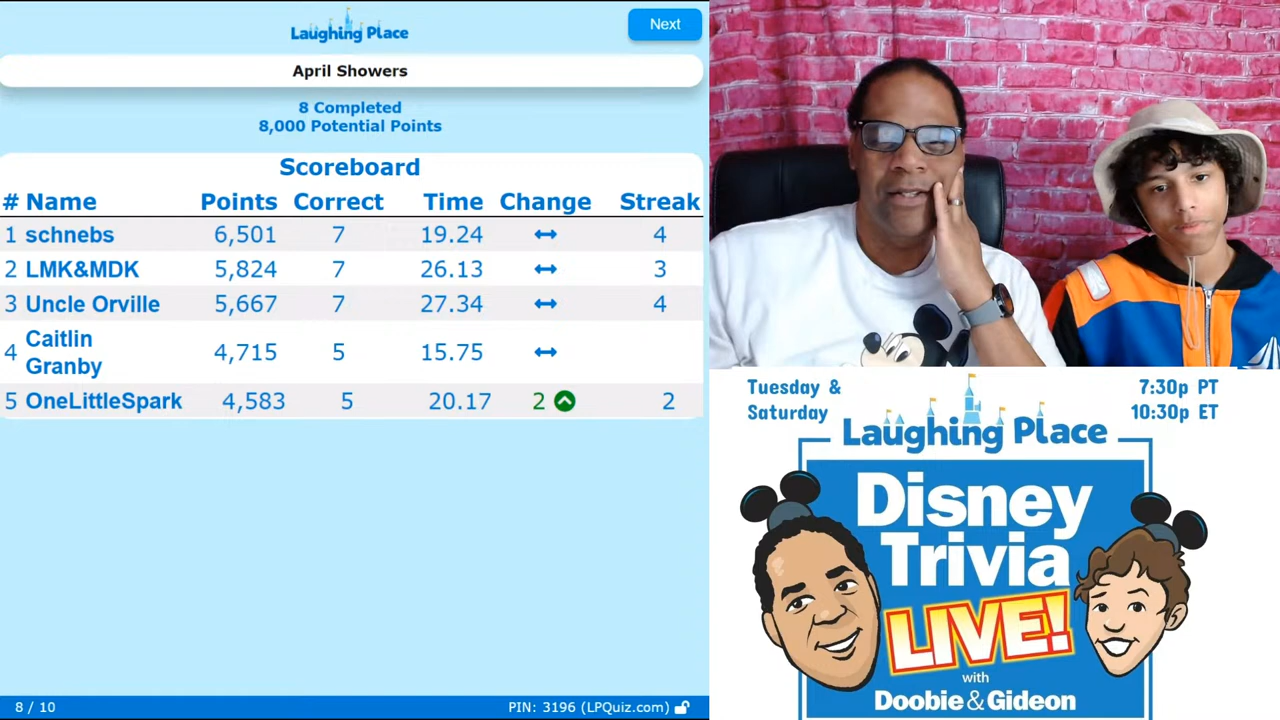 Laughing Place
Next
April Showers
8 Completed
8,000 Potential Points
Scoreboard
# Name Points Correct Time Change Streak
1 schnebs 6,501 7 19.24 4
2 LMK&MDK 5,824 7 26.13 3
3 Uncle Orville 5,667 7 27.34 4
4 Caitlin Granby 4,715 5 15.75
5 OneLittleSpark 4,583 5 20.17 2 2
8 / 10
PIN: 3196 (LPQuiz.com)
Tuesday & Saturday
7:30p PT
10:30p ET
Laughing Place
Disney
Trivia
LIVE!
with
Doobie & Gideon